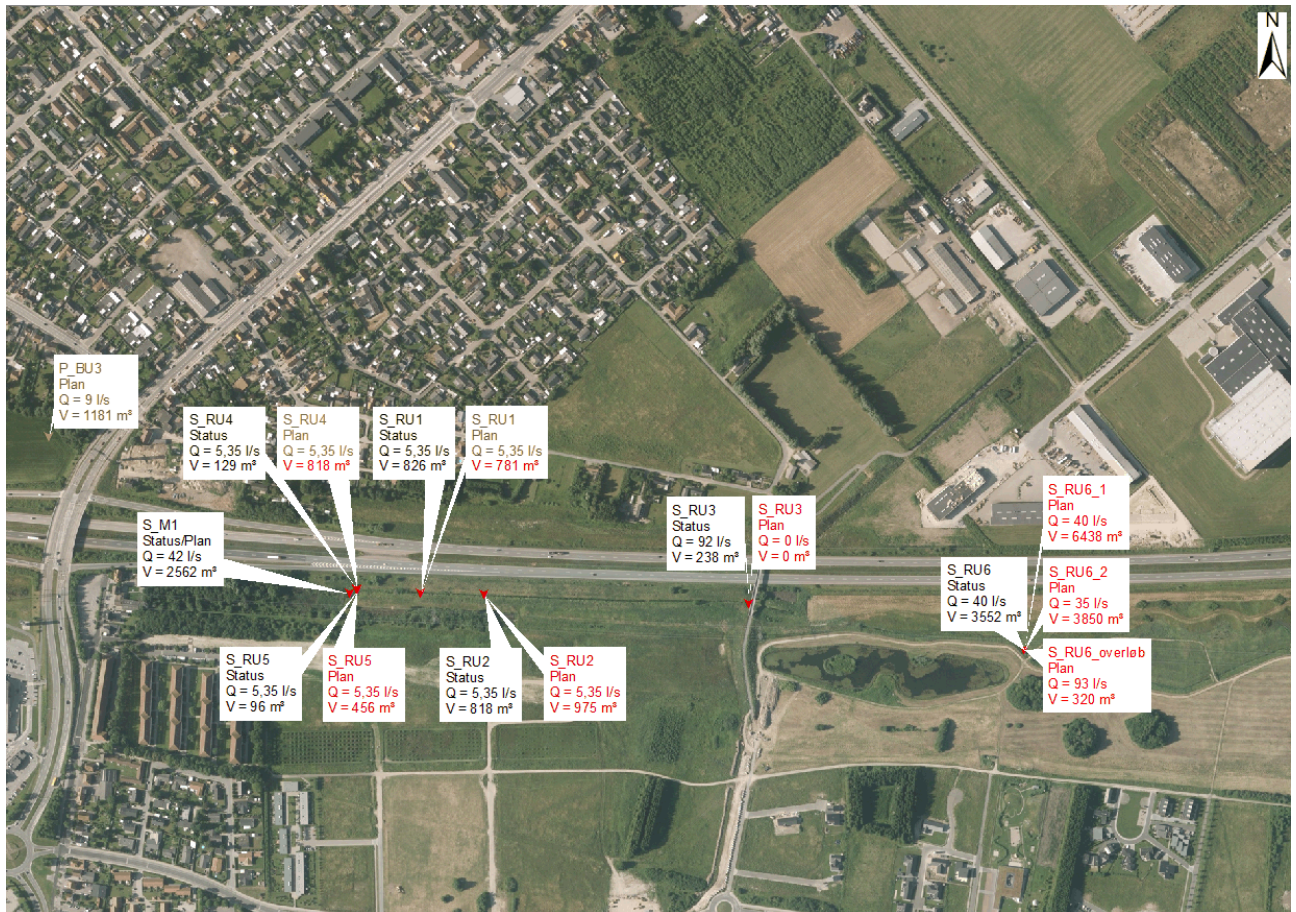 N
P_BU3
Plan
Q = 9 l/s
V = 1181 m³
S_RU4
Status
Q = 5,35 l/s
V = 129 m³
S_RU4
Plan
Q = 5,35 l/s
V = 818 m³
S_RU1
Status
Q = 5,35 l/s
V = 826 m³
S_RU1
Plan
Q = 5,35 l/s
V = 781 m³
S_M1
Status/Plan
Q = 42 l/s
V = 2562 m³
S_RU3
Status
Q = 92 l/s
V = 238 m³
S_RU3
Plan
Q = 0 l/s
V = 0 m³
S_RU6_1
Plan
Q = 40 l/s
V = 6438 m³
S_RU6
Status
Q = 40 l/s
V = 3552 m³
S_RU6_2
Plan
Q = 35 l/s
V = 3850 m³
S_RU6_overløb
Plan
Q = 93 l/s
V = 320 m³
S_RU5
Status
Q = 5,35 l/s
V = 96 m³
S_RU5
Plan
Q = 5,35 l/s
V = 456 m³
S_RU2
Status
Q = 5,35 l/s
V = 818 m³
S_RU2
Plan
Q = 5,35 l/s
V = 975 m³